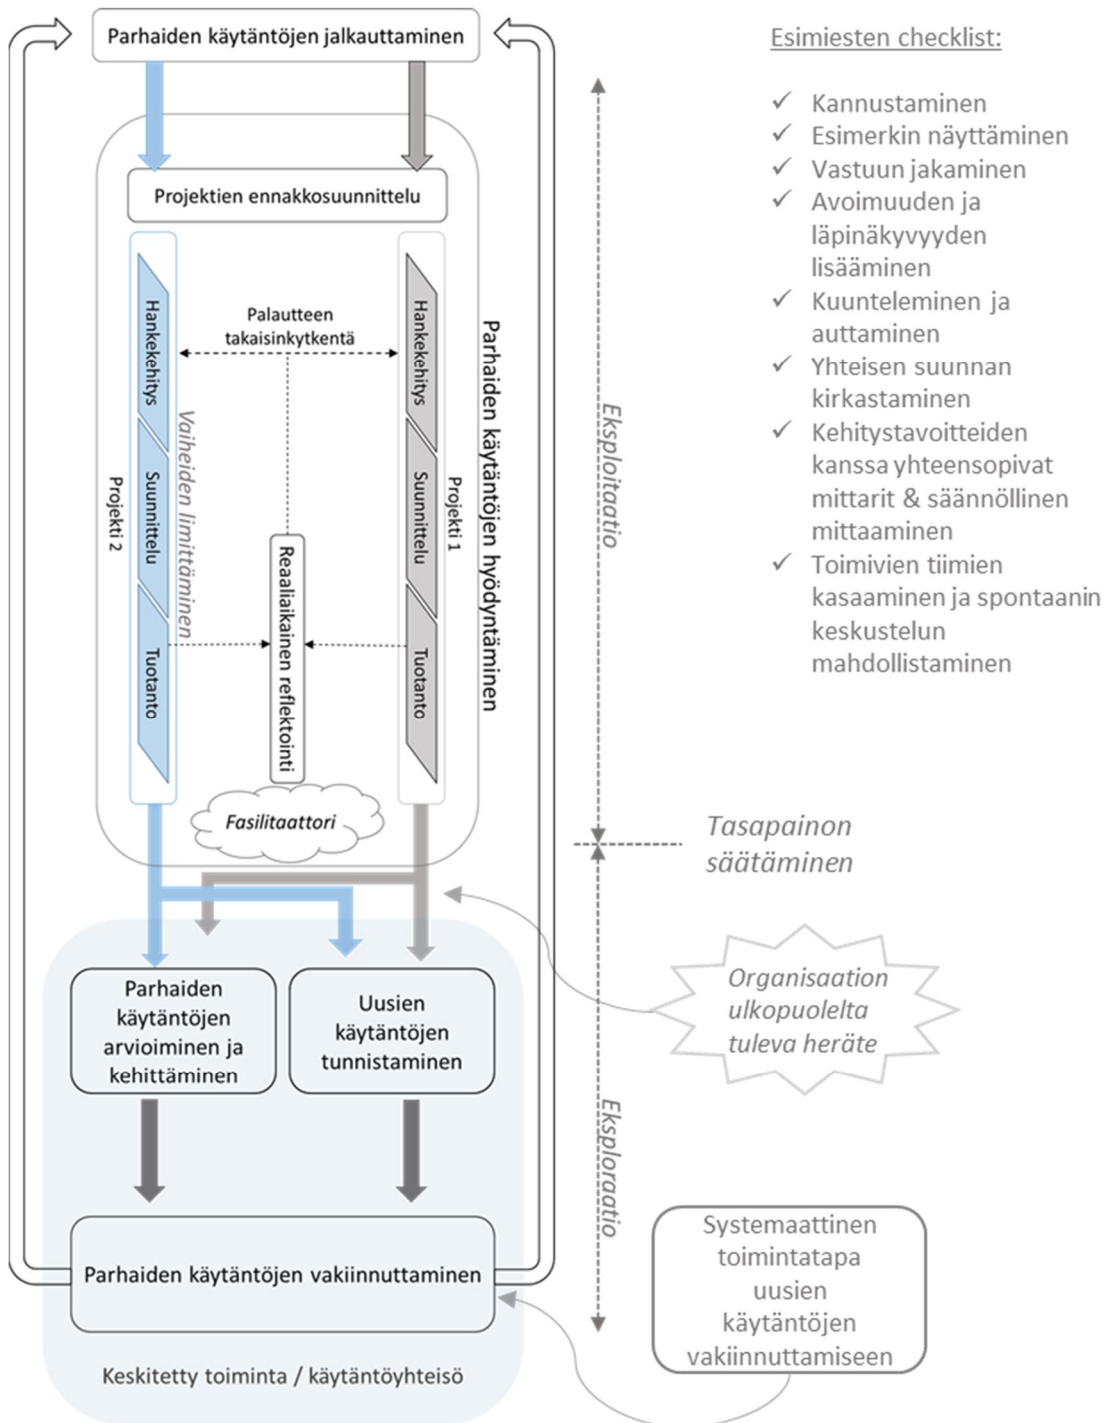 Parhaiden käytäntöjen jalkauttaminen
Projektien ennakkosuunnittelu
Hankekehitys
Suunnittelu
Tuotanto
Projekti 2
Vaiheiden limittäminen
Palautteen
takaisinkytkentä
Reaaliaikainen reflektointi
Hankekehitys
Suunnittelu
Tuotanto
Projekti 1
Parhaiden käytäntöjen hyödyntäminen
Fasilitaattori
Parhaiden
käytäntöjen
arvioiminen ja
kehittäminen
Uusien
käytäntöjen
tunnistaminen
Parhaiden käytäntöjen vakiinnuttaminen
Keskitetty toiminta / käytäntöyhteisö
Eksploitaatio
Eksploraatio
Esimiesten checklist:
✓ Kannustaminen
✓ Esimerkin näyttäminen
✓ Vastuun jakaminen
✓ Avoimuuden ja
läpinäkyvyyden
lisääminen
✓ Kuunteleminen ja
auttaminen
✓ Yhteisen suunnan
kirkastaminen
✓ Kehitystavoitteiden
kanssa yhteensopivat
mittarit & säännöllinen
mittaaminen
✓ Toimivien tiimien
kasaaminen ja spontaanin
keskustelun
mahdollistaminen
Tasapainon
säätäminen
Organisaation
ulkopuolelta
tuleva heräte
Systemaattinen
toimintatapa
uusien
käytäntöjen
vakiinnuttamiseen